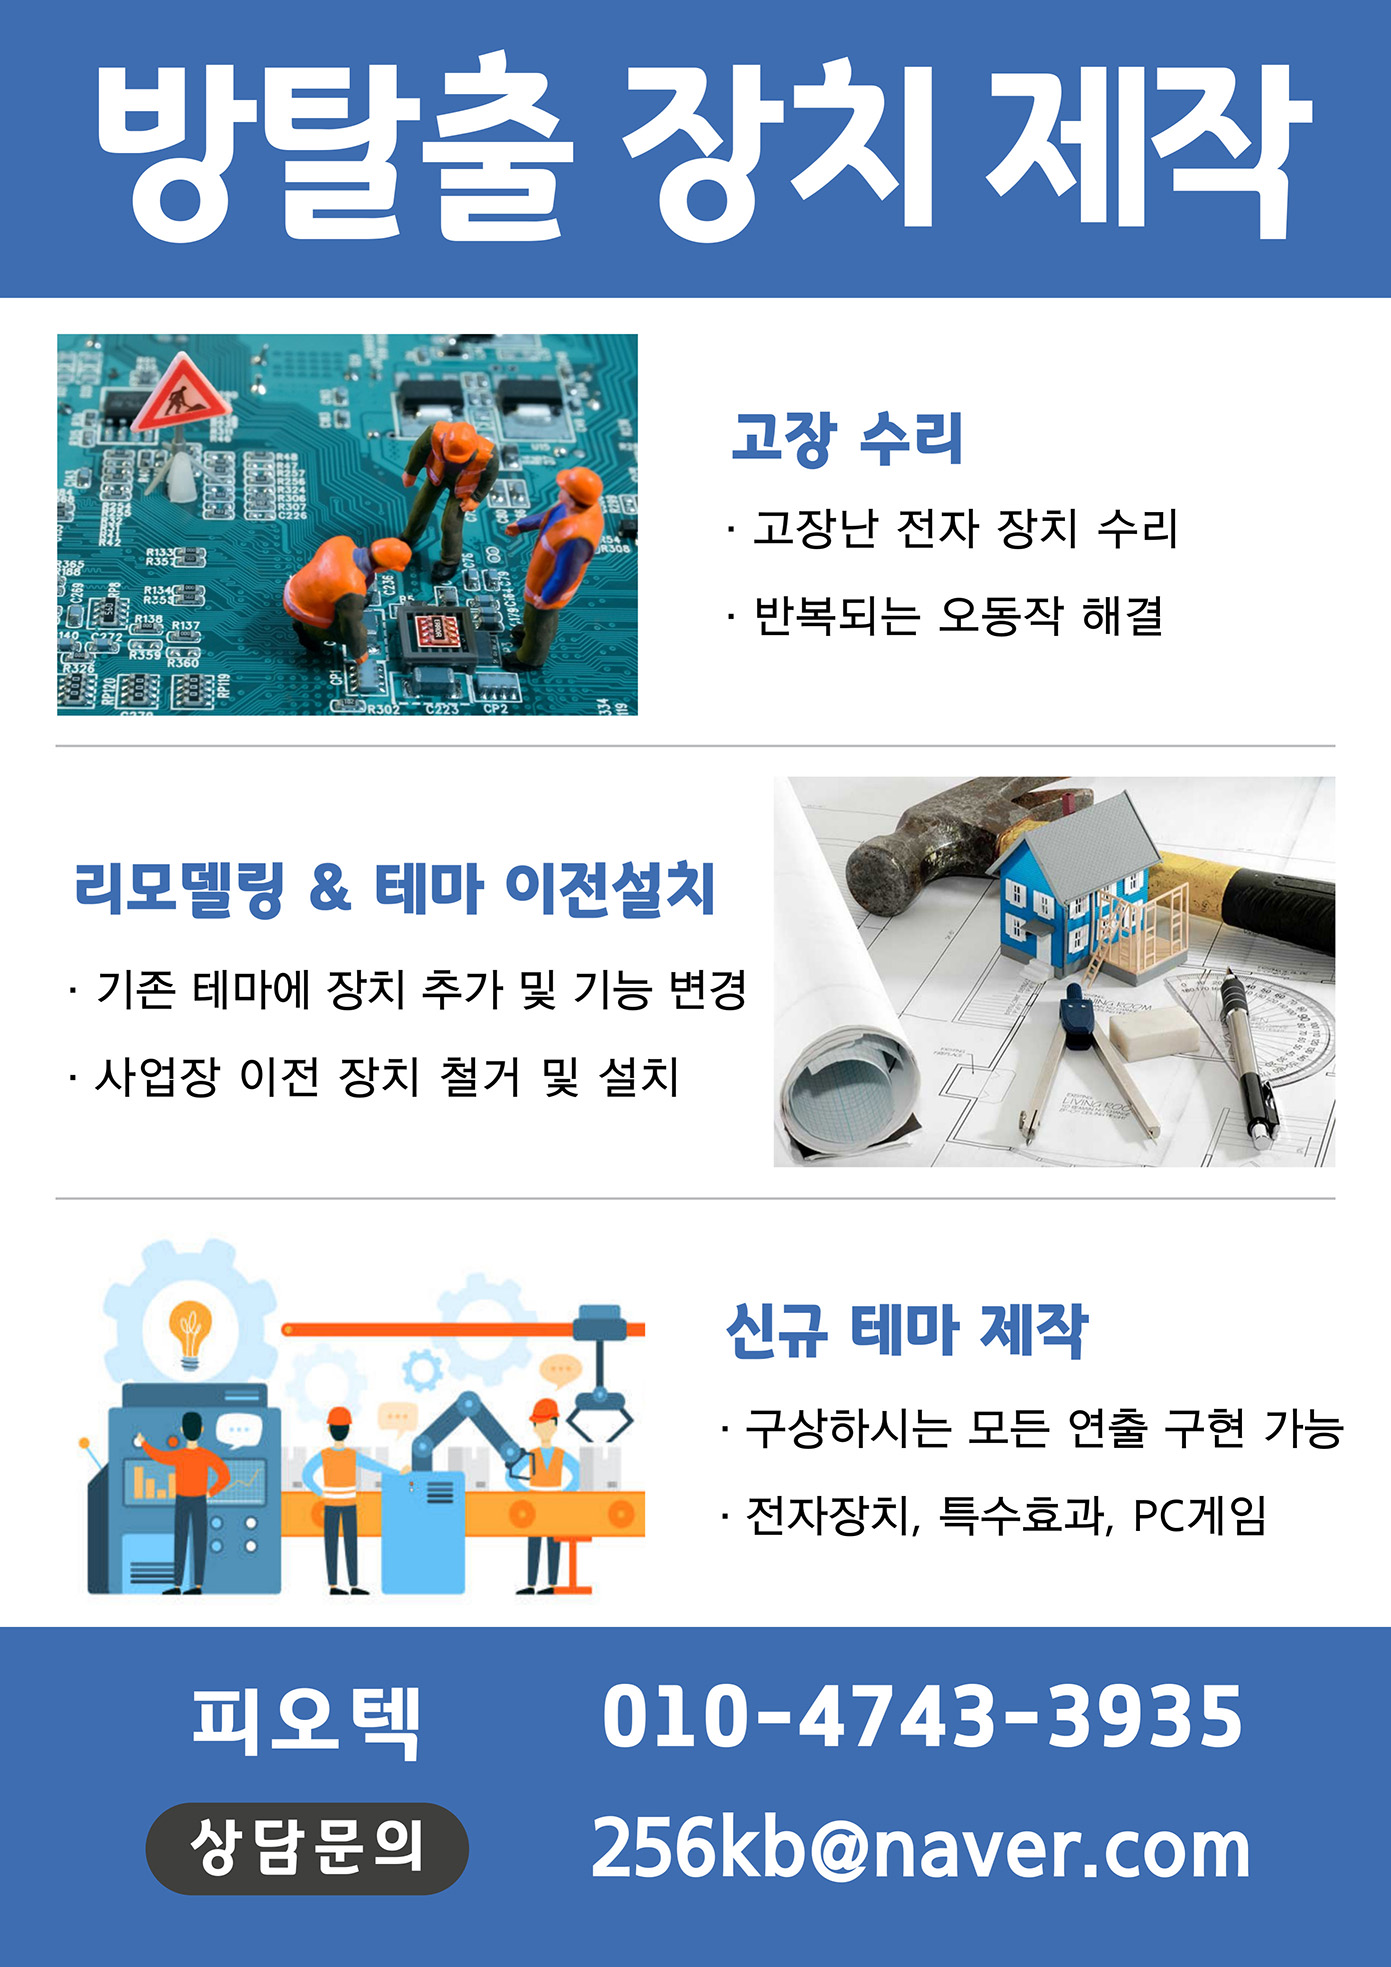 방탈출 장치 제작
고장 수리
· 고장난 전자 장치 수리
· 반복되는 오동작 해결
리모델링 & 테마 이전설치
· 기존 테마에 장치 추가 및 기능 변경
· 사업장 이전 장치 철거 및 설치
신규 테마 제작
· 구상하시는 모든 연출 구현 가능
· 전자장치, 특수효과, PC게임
피오텍 010-4743-3935
상담문의 256kb@naver.com